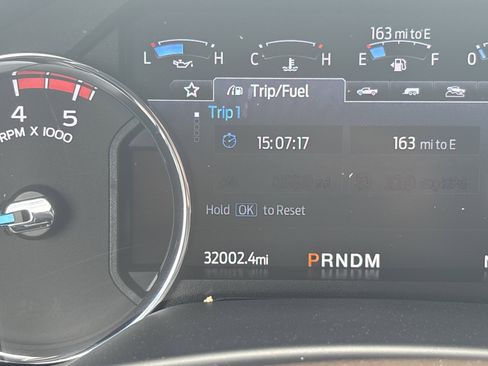 163 mi to E
L H C H E F 0
Trip/Fuel
Trip 1
15:07:17 163 mi to E
Hold OK to Reset
4 5
RPM X 1000
32002.4mi PRNDM